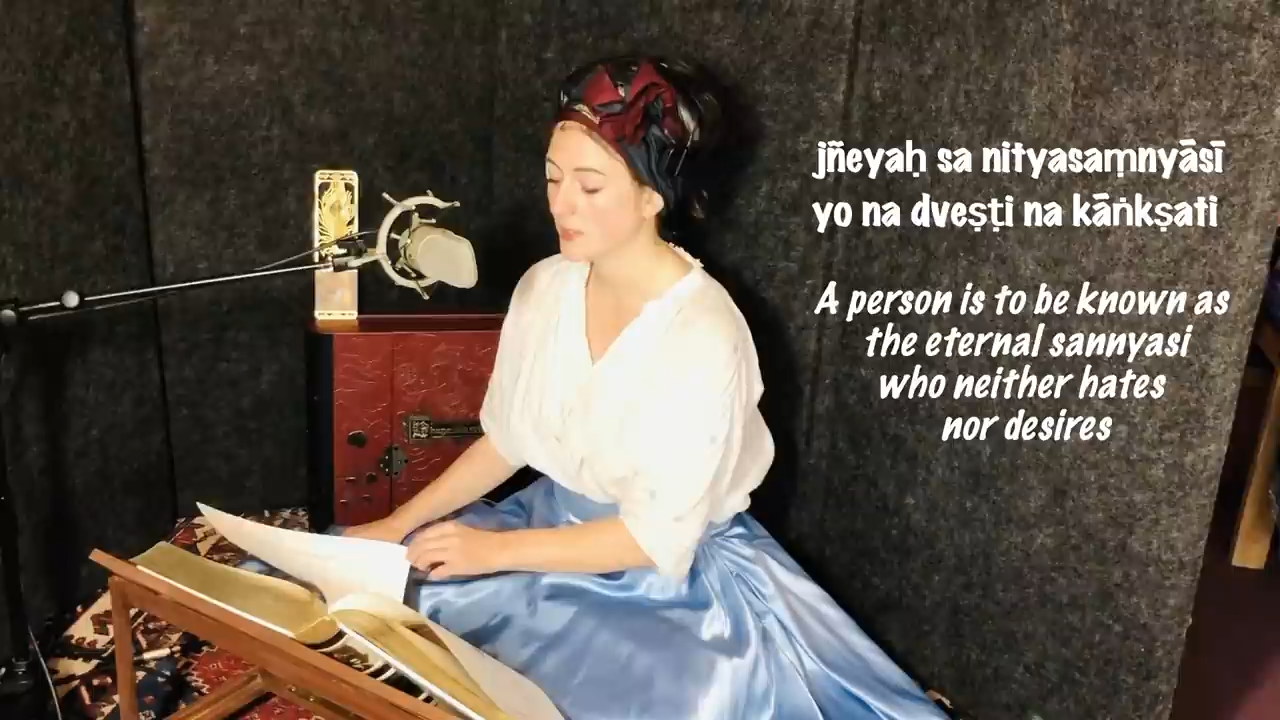 jñeyaḥ sa nityasaṃnyāsī
yo na dveṣṭi na kāṅkṣati
A person is to be known as
the eternal sannyasi
who neither hates
nor desires